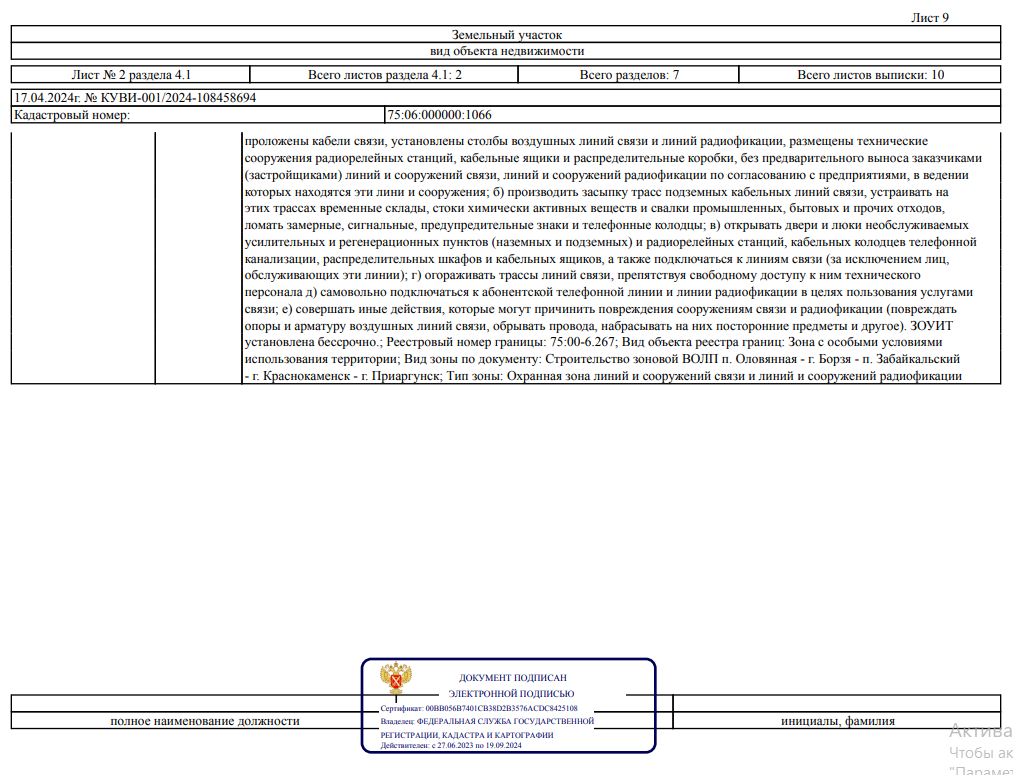 Лист 9
Земельный участок
вид объекта недвижимости
Лист № 2 раздела 4.1
Всего листов раздела 4.1: 2
Всего разделов: 7
Всего листов выписки: 10
17.04.2024г. № КУВИ-001/2024-108458694
Кадастровый номер:
75:06:000000:1066
проложены кабели связи, установлены столбы воздушных линий связи и линий радиофикации, размещены технические
сооружения радиорелейных станций, кабельные ящики и распределительные коробки, без предварительного выноса заказчиками
(застройщиками) линий и сооружений связи, линий и сооружений радиофикации по согласованию с предприятиями, в ведении
которых находятся эти лини и сооружения; б) производить засыпку трасс подземных кабельных линий связи, устраивать на
этих трассах временные склады, стоки химически активных веществ и свалки промышленных, бытовых и прочих отходов,
ломать замерные, сигнальные, предупредительные знаки и телефонные колодцы; в) открывать двери и люки необслуживаемых
усилительных и регенерационных пунктов (наземных и подземных) и радиорелейных станций, кабельных колодцев телефонной
канализации, распределительных шкафов и кабельных ящиков, а также подключаться к линиям связи (за исключением лиц,
обслуживающих эти линии); г) огораживать трассы линий связи, препятствуя свободному доступу к ним технического
персонала д) самовольно подключаться к абонентской телефонной линии и линии радиофикации в целях пользования услугами
связи; е) совершать иные действия, которые могут причинить повреждения сооружениям связи и радиофикации (повреждать
опоры и арматуру воздушных линий связи, обрывать провода, набрасывать на них посторонние предметы и другое). ЗОУИТ
установлена бессрочно.; Реестровый номер границы: 75:00-6.267; Вид объекта реестра границ: Зона с особыми условиями
использования территории; Вид зоны по документу: Строительство зоновой ВОЛП п. Оловянная - г. Борзя - п. Забайкальский
- г. Краснокаменск - г. Приаргунск; Тип зоны: Охранная зона линий и сооружений связи и линий и сооружений радиофикации
ДОКУМЕНТ ПОДПИСАН
ЭЛЕКТРОННОЙ ПОДПИСЬЮ
Сертификат: 00BB056B7401CB38D2B3576ACDC8425108
Владелец: ФЕДЕРАЛЬНАЯ СЛУЖБА ГОСУДАРСТВЕННОЙ
РЕГИСТРАЦИИ, КАДАСТРА И КАРТОГРАФИИ
Действителен: с 27.06.2023 по 19.09.2024
полное наименование должности
инициалы, фамилия
Актива
Чтобы ак
"Парамет